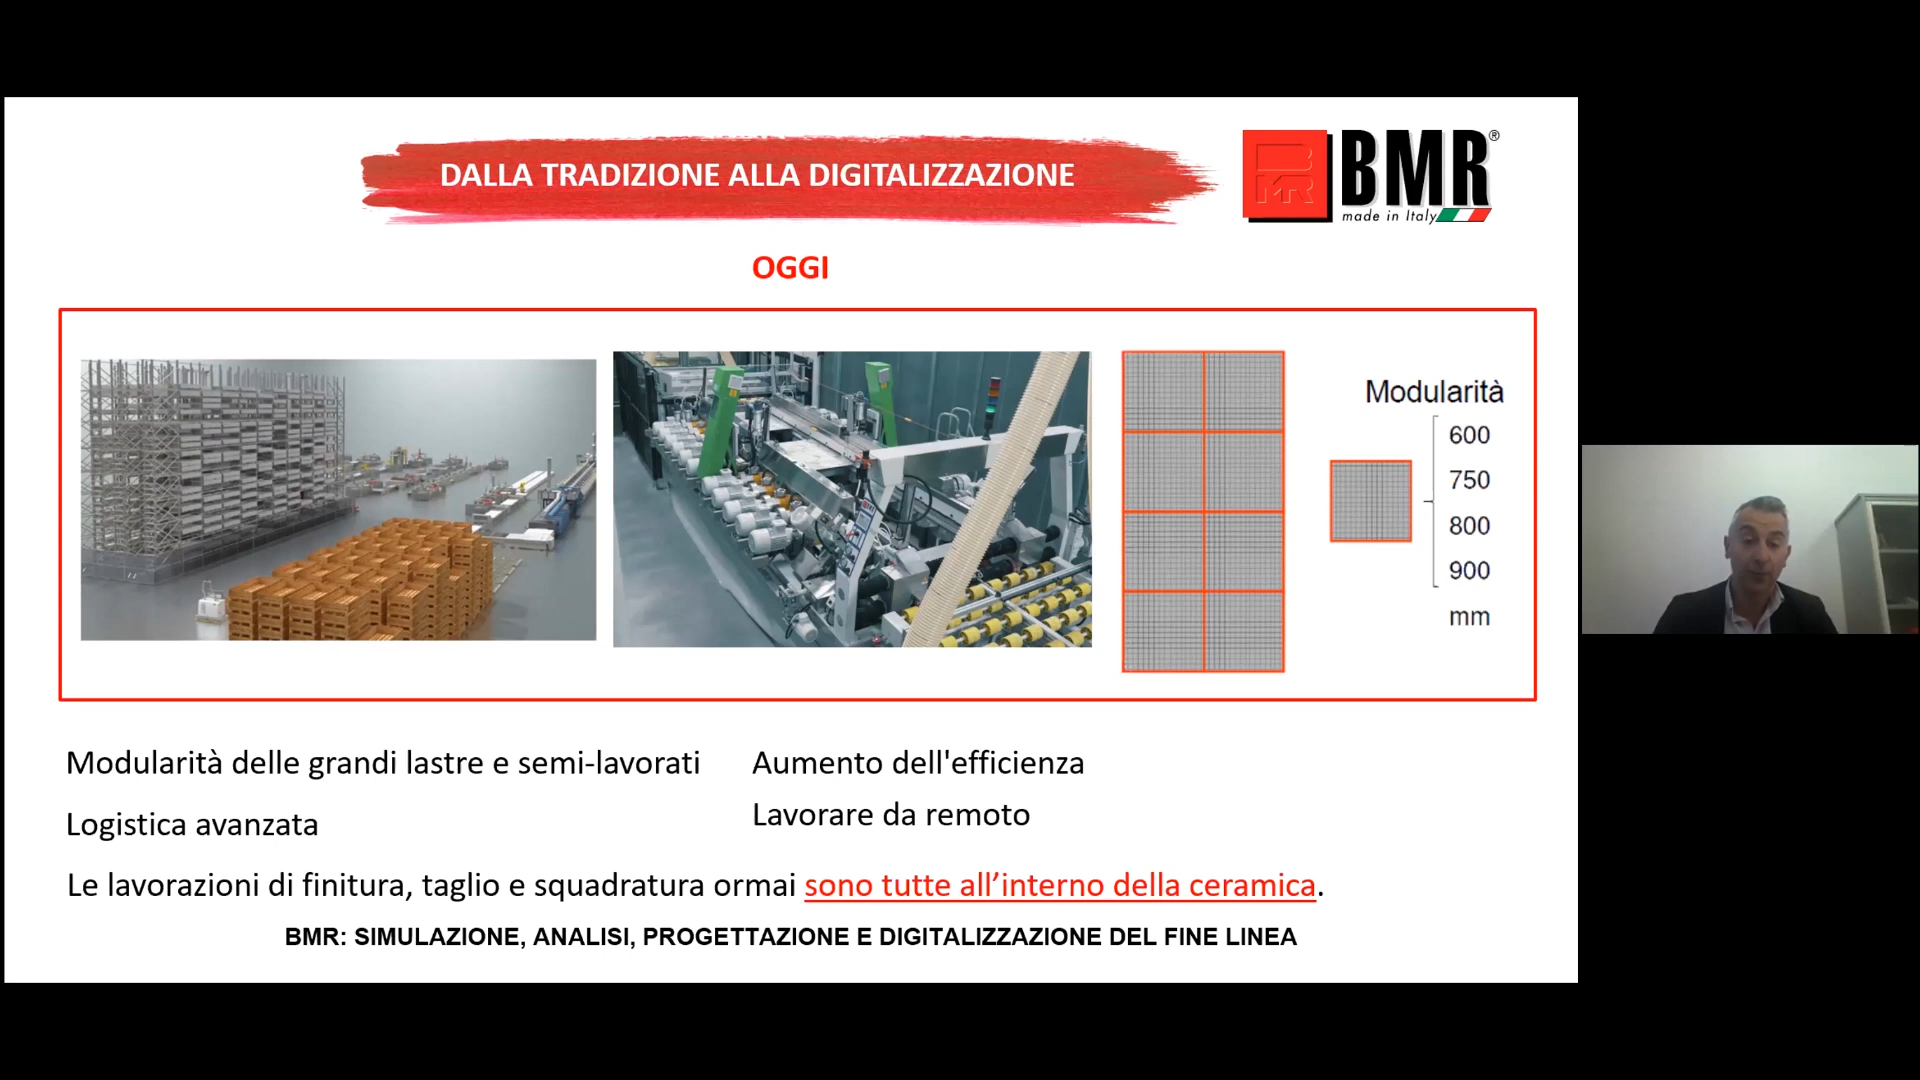 DALLA TRADIZIONE ALLA DIGITALIZZAZIONE
BMR®
made in Italy
OGGI
Modularità
600
750
800
900
mm
Modularità delle grandi lastre e semi-lavorati
Aumento dell'efficienza
Logistica avanzata
Lavorare da remoto
Le lavorazioni di finitura, taglio e squadratura ormai sono tutte all’interno della ceramica.
BMR: SIMULAZIONE, ANALISI, PROGETTAZIONE E DIGITALIZZAZIONE DEL FINE LINEA